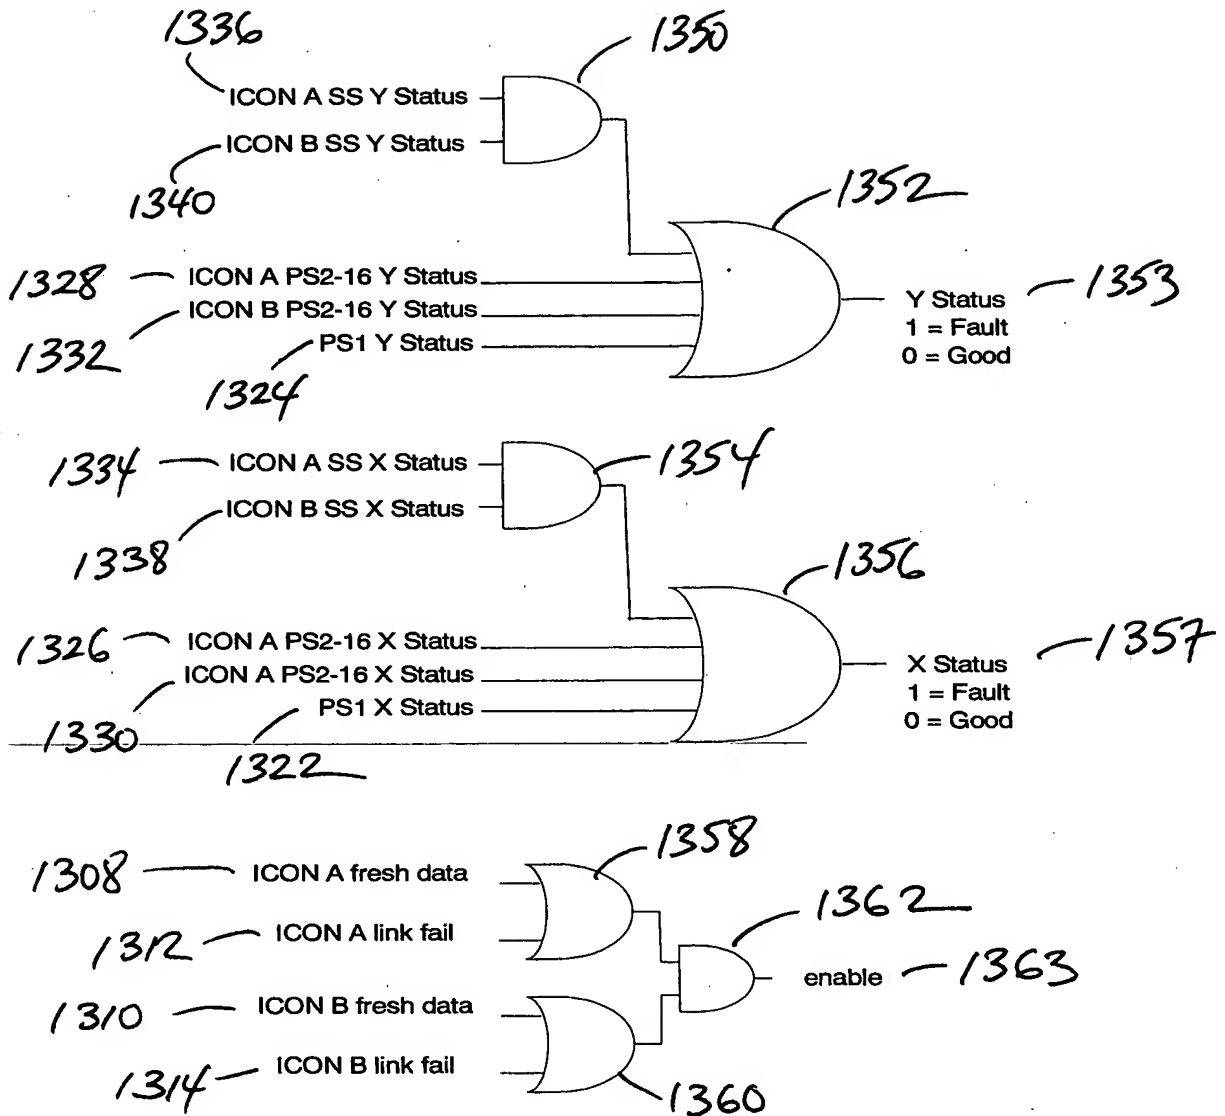 1336
1350
ICON A SS Y Status
ICON B SS Y Status
1340
1352
1328
ICON A PS2-16 Y Status
1353
Y Status
ICON B PS2-16 Y Status
1 = Fault
1332
PS1 Y Status
0 = Good
1324
1334
ICON A SS X Status
1354
ICON B SS X Status
1338
1356
1326
ICON A PS2-16 X Status
1357
X Status
ICON A PS2-16 X Status
1 = Fault
PS1 X Status
0 = Good
1330
1322
1358
1308
ICON A fresh data
1362
1312
ICON A link fail
enable
1363
1310
ICON B fresh data
1314
ICON B link fail
1360